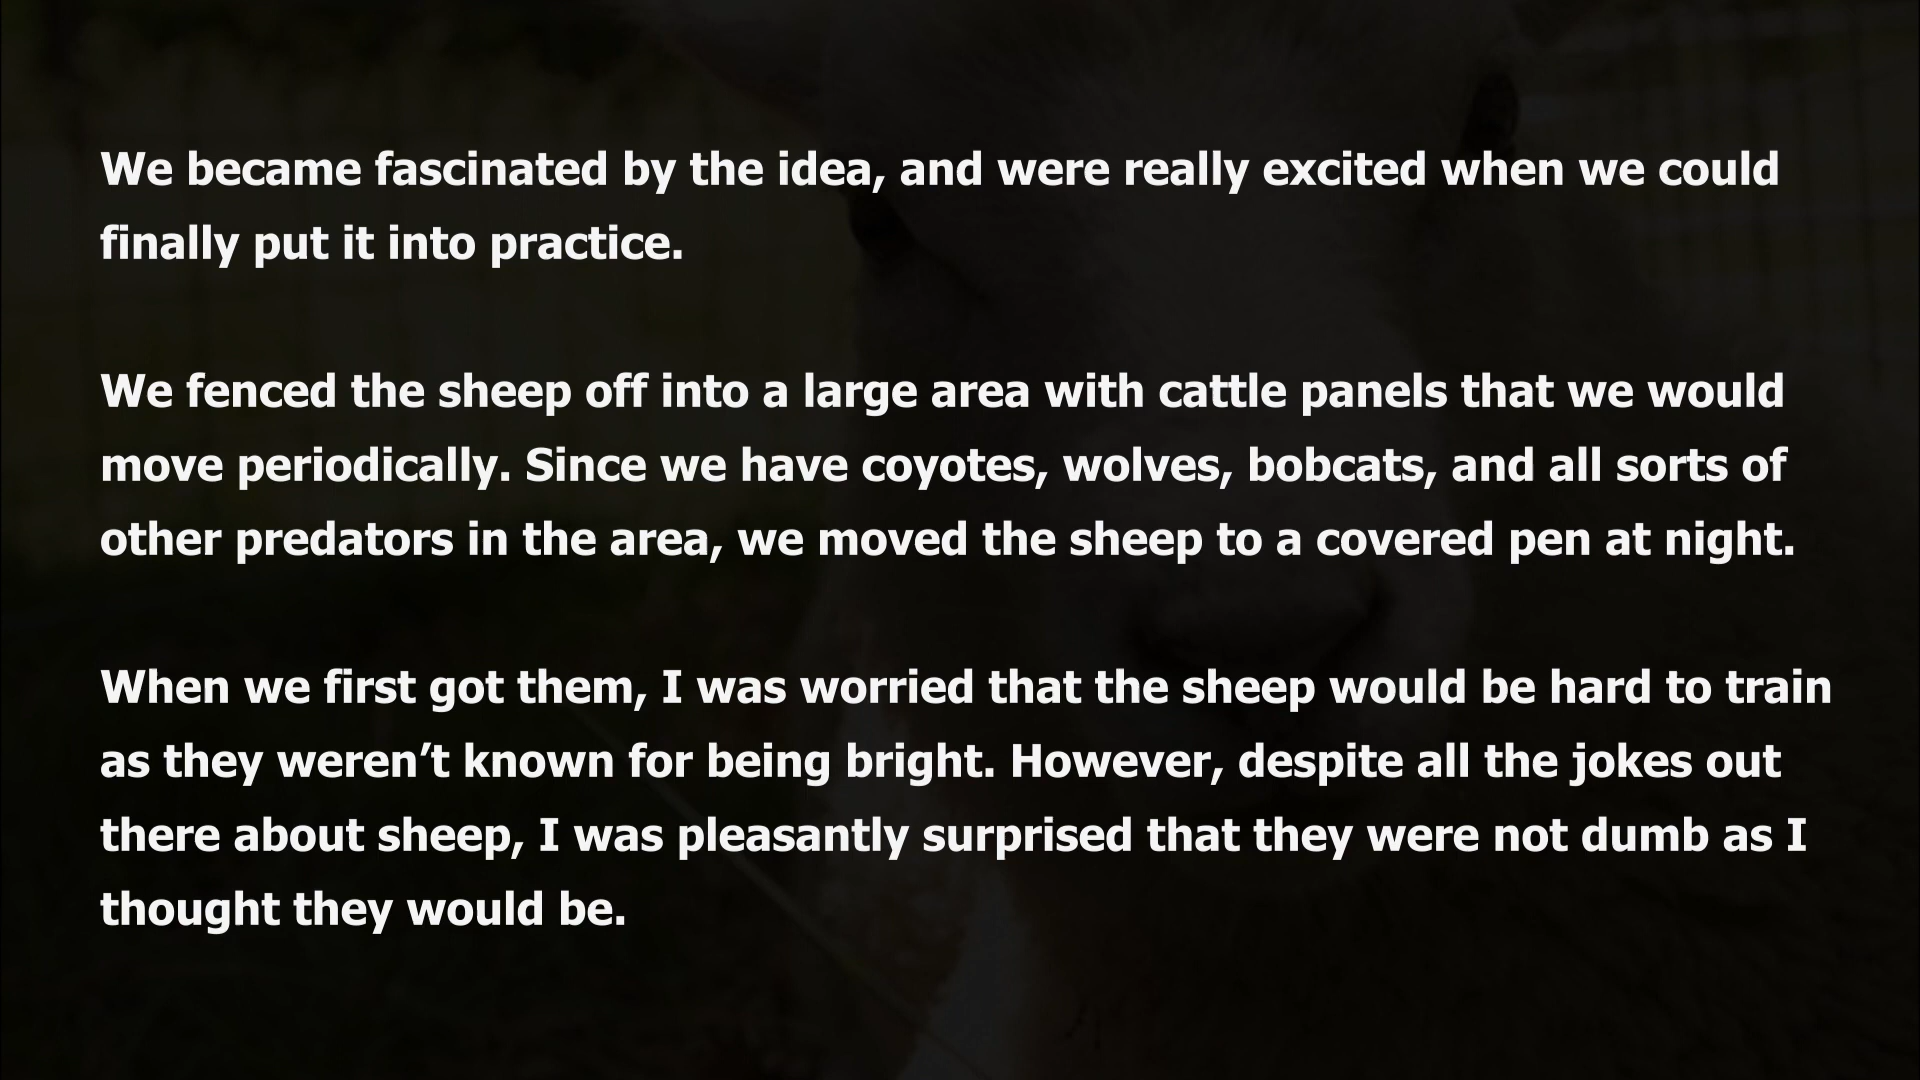 We became fascinated by the idea, and were really excited when we could
finally put it into practice.
We fenced the sheep off into a large area with cattle panels that we would
move periodically. Since we have coyotes, wolves, bobcats, and all sorts of
other predators in the area, we moved the sheep to a covered pen at night.
When we first got them, I was worried that the sheep would be hard to train
as they weren’t known for being bright. However, despite all the jokes out
there about sheep, I was pleasantly surprised that they were not dumb as I
thought they would be.